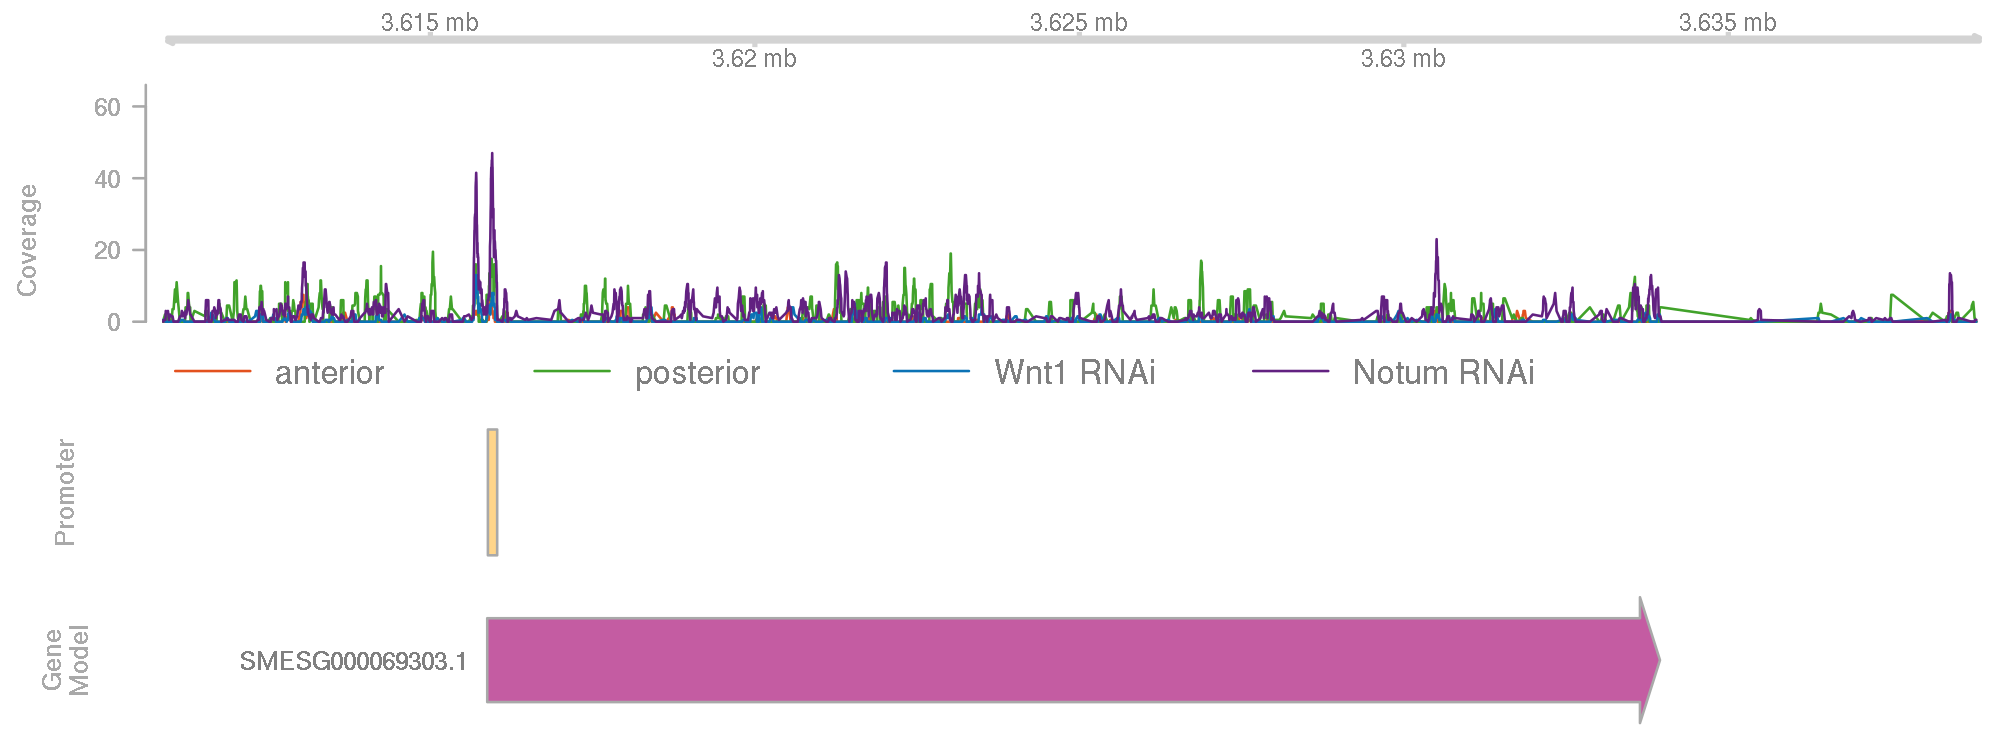 3.615 mb 3.625 mb 3.635 mb
3.62 mb 3.63 mb
60
40
20
0
Coverage
anterior posterior Wnt1 RNAi Notum RNAi
Promoter
Gene
Model
SMESG000069303.1